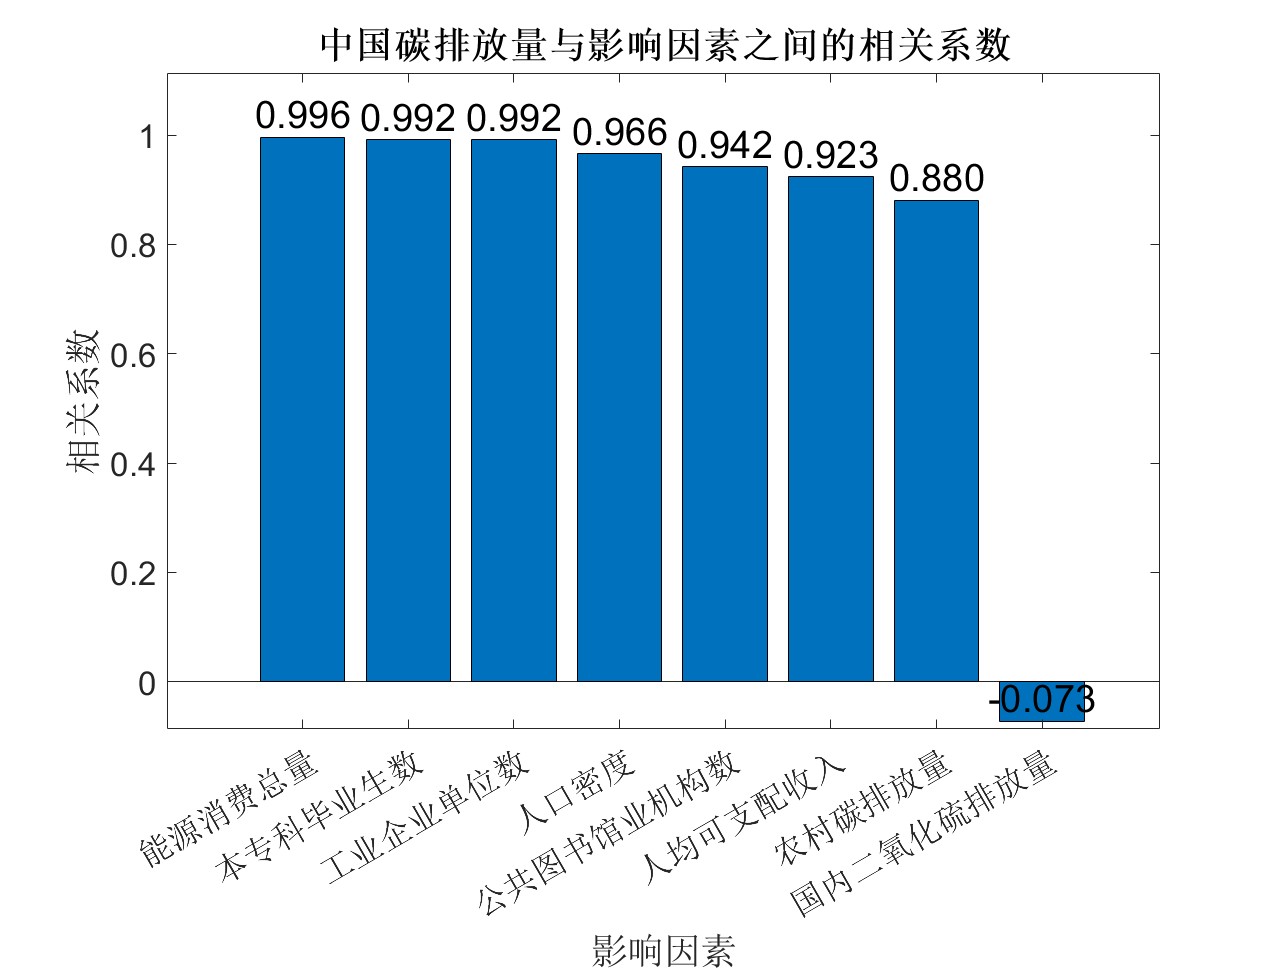 中国碳排放量与影响因素之间的相关系数
0.996
0.992
0.992
0.966
0.942
0.923
0.880
-0.073
1
0.8
0.6
0.4
0.2
0
相关系数
能源消费总量
本专科毕业生数
工业企业单位数
人口密度
公共图书馆业机构数
人均可支配收入
农村碳排放量
国内二氧化硫排放量
影响因素